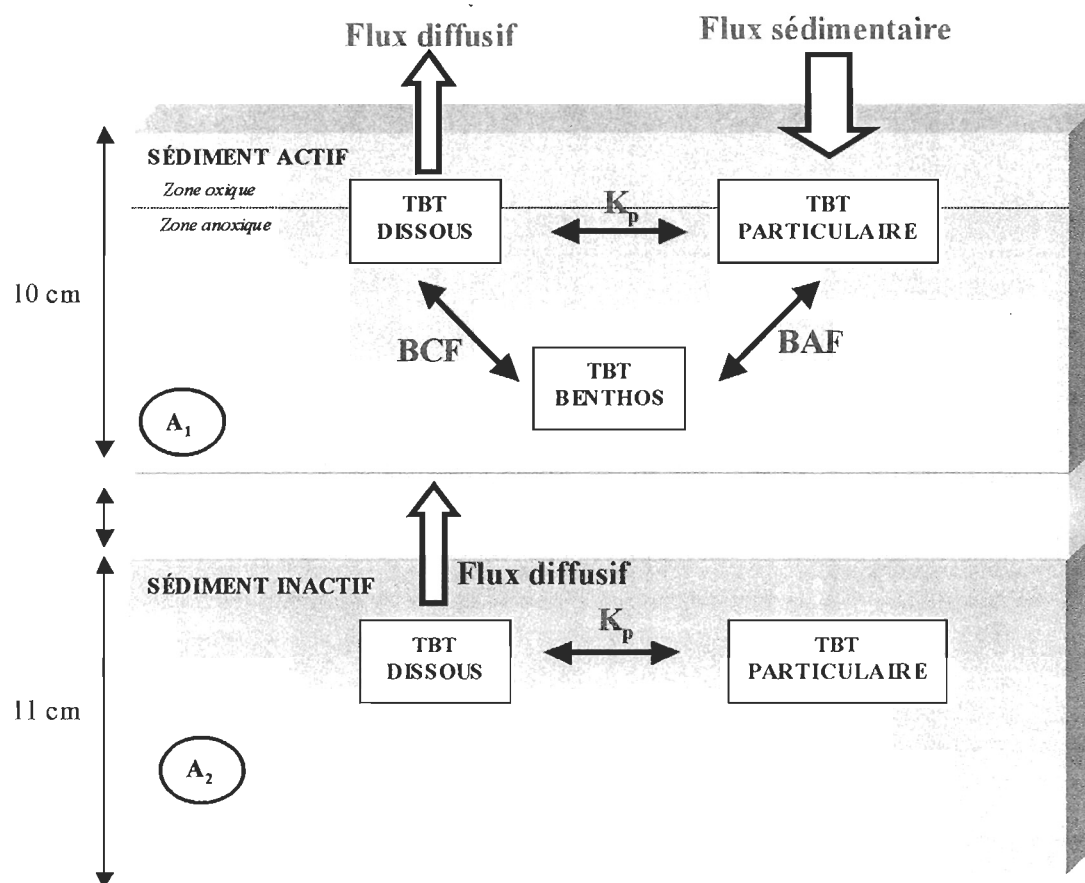 Flux diffusif
Flux sédimentaire
SÉDIMENT ACTIF
Zone oxique
Zone anoxique
TBT
DISSOUS
Kp
TBT
PARTICULAIRE
10 cm
BCF
BAF
TBT
BENTHOS
A1
Flux diffusif
SÉDIMENT INACTIF
TBT
DISSOUS
Kp
TBT
PARTICULAIRE
11 cm
A2